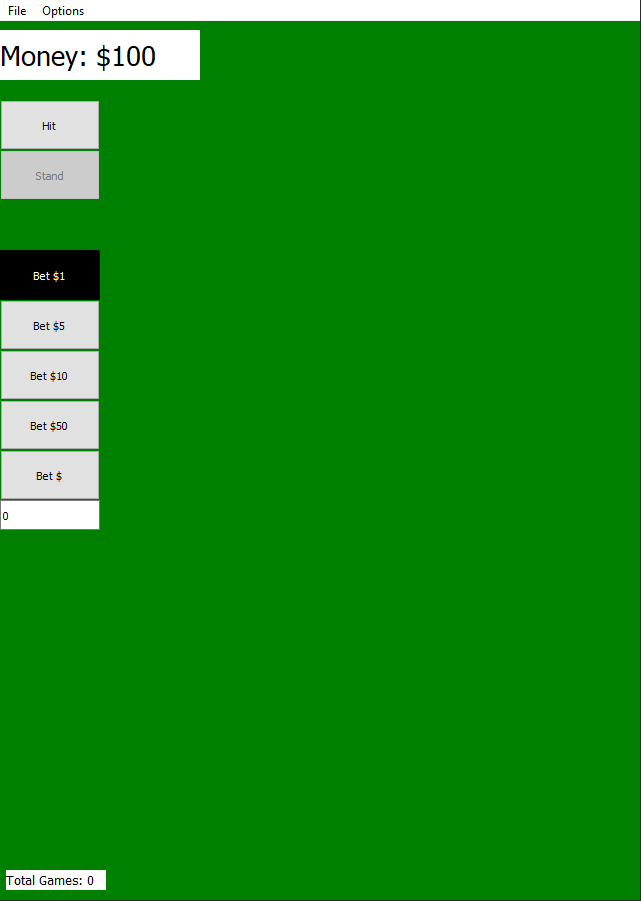 File Options
Money: $100
Hit
Stand
Bet $1
Bet $5
Bet $10
Bet $50
Bet $
0
Total Games: 0